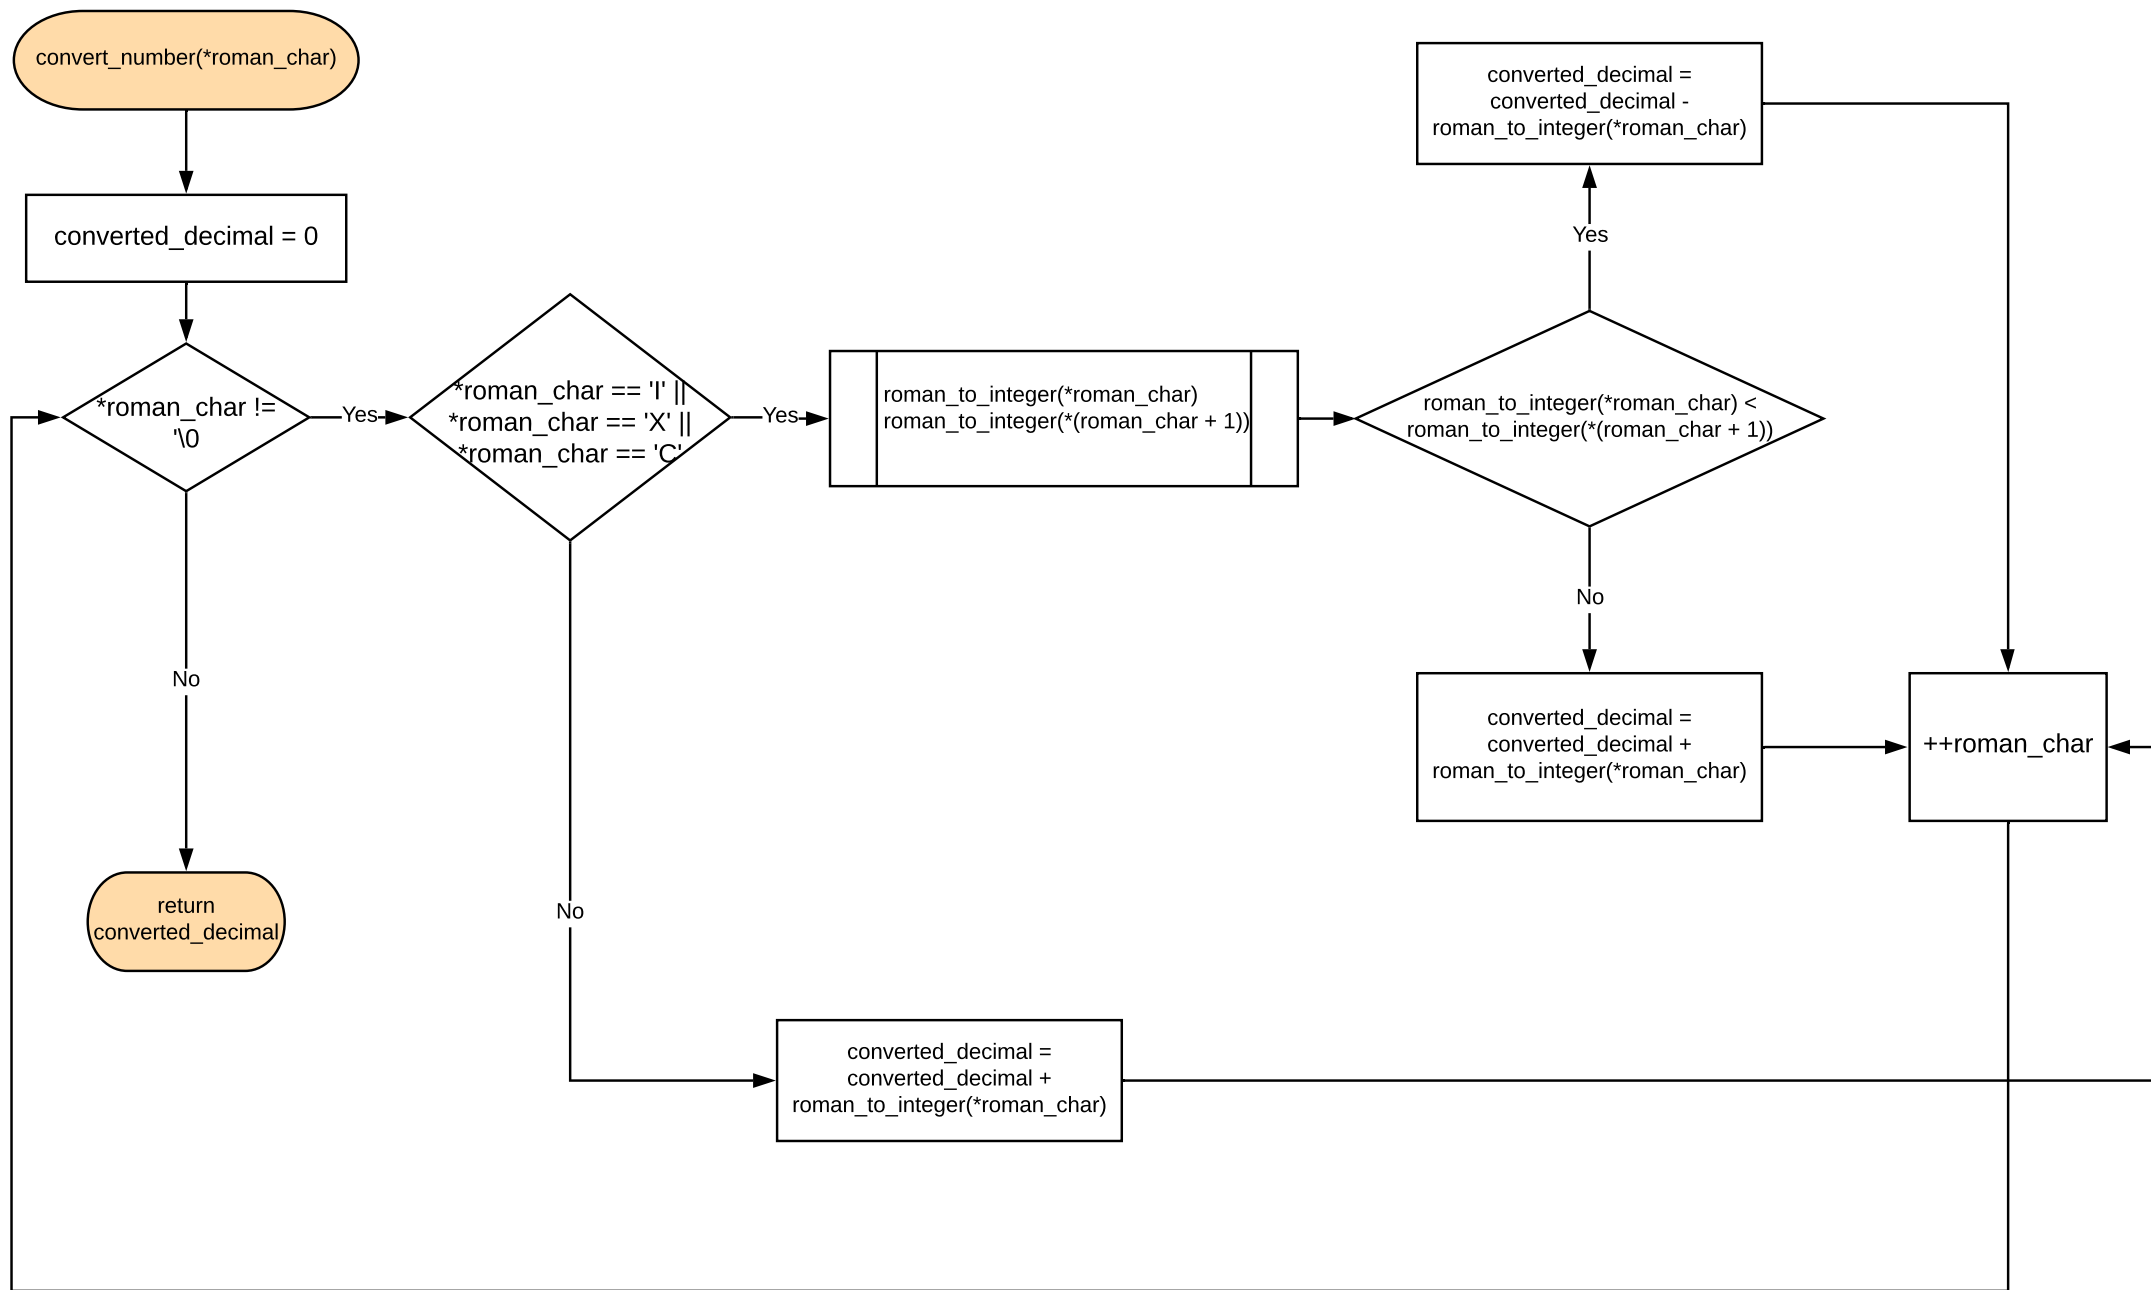 convert_number(*roman_char)
converted_decimal = 0
*roman_char !=
'\0
Yes
No
return
converted_decimal
*roman_char == 'I' ||
*roman_char == 'X' ||
*roman_char == 'C'
Yes
No
roman_to_integer(*roman_char)
roman_to_integer(*(roman_char + 1))
roman_to_integer(*roman_char) <
roman_to_integer(*(roman_char + 1))
Yes
converted_decimal =
converted_decimal -
roman_to_integer(*roman_char)
No
converted_decimal =
converted_decimal +
roman_to_integer(*roman_char)
++roman_char
converted_decimal =
converted_decimal +
roman_to_integer(*roman_char)